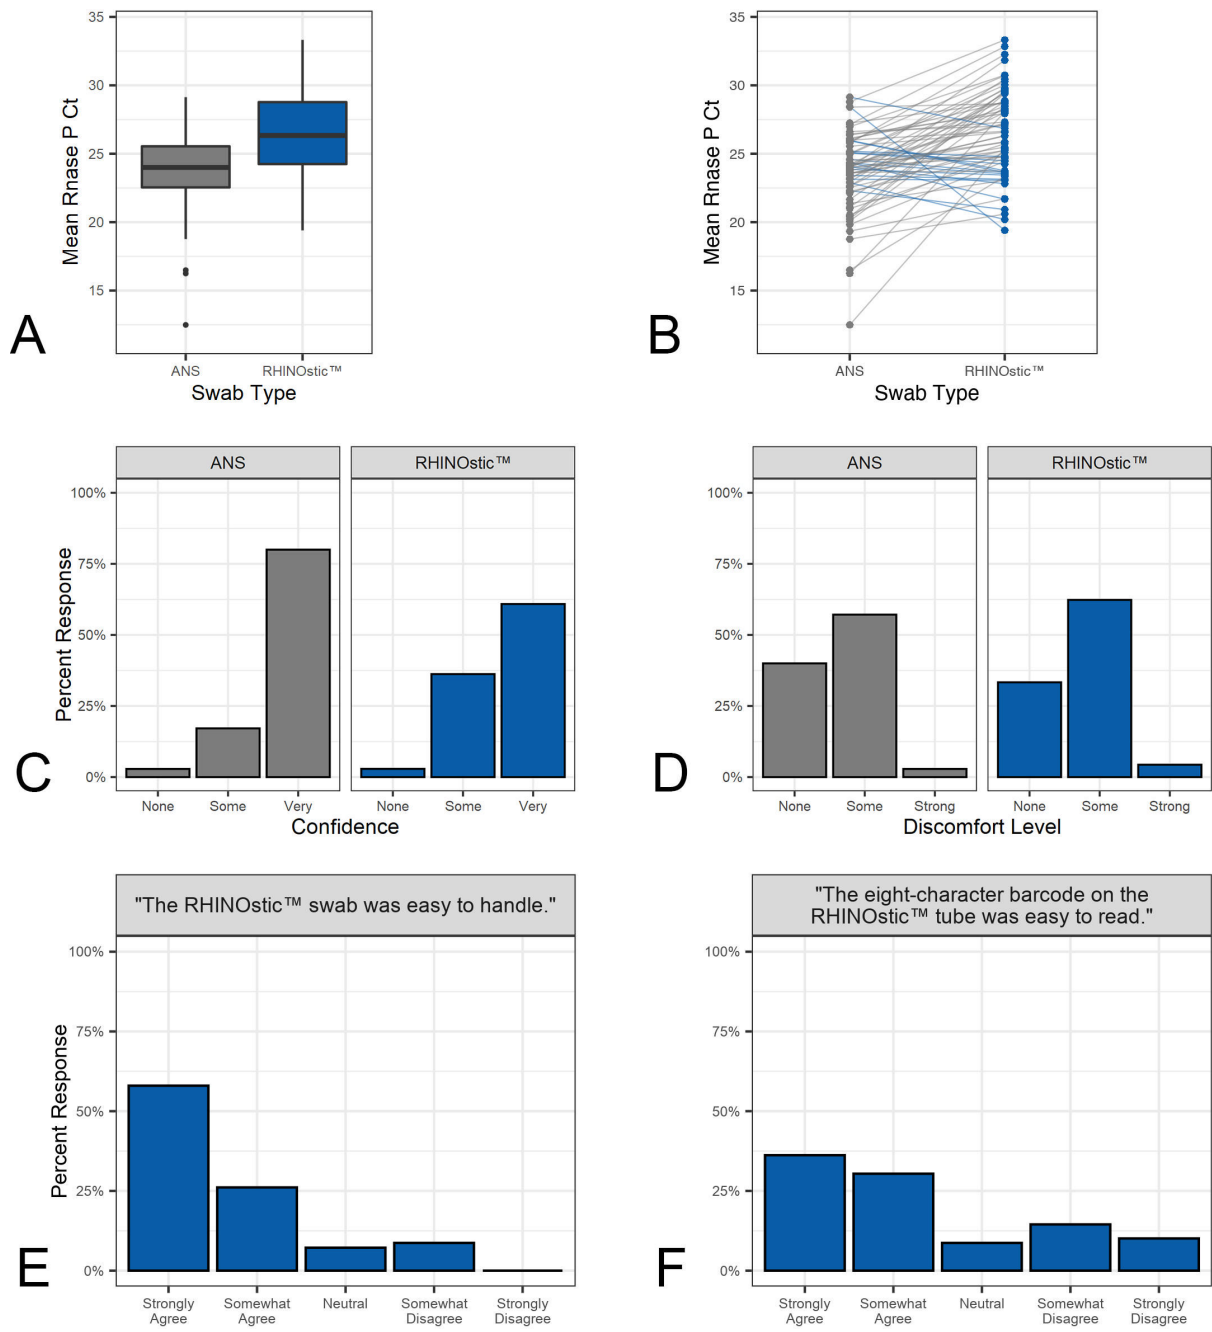 35
30
25
20
15
Mean Rnase P Ct
ANS
RHINOstic™
Swab Type
A
35
30
25
20
15
Mean Rnase P Ct
ANS
RHINOstic™
Swab Type
B
ANS
RHINOstic™
100%
75%
50%
25%
0%
Percent Response
None
Some
Very
None
Some
Very
Confidence
C
ANS
RHINOstic™
100%
75%
50%
25%
0%
None
Some
Strong
None
Some
Strong
Discomfort Level
D
"The RHINOstic™ swab was easy to handle."
100%
75%
50%
25%
0%
Percent Response
Strongly
Agree
Somewhat
Agree
Neutral
Somewhat
Disagree
Strongly
Disagree
E
"The eight-character barcode on the
RHINOstic™ tube was easy to read."
100%
75%
50%
25%
0%
Strongly
Agree
Somewhat
Agree
Neutral
Somewhat
Disagree
Strongly
Disagree
F